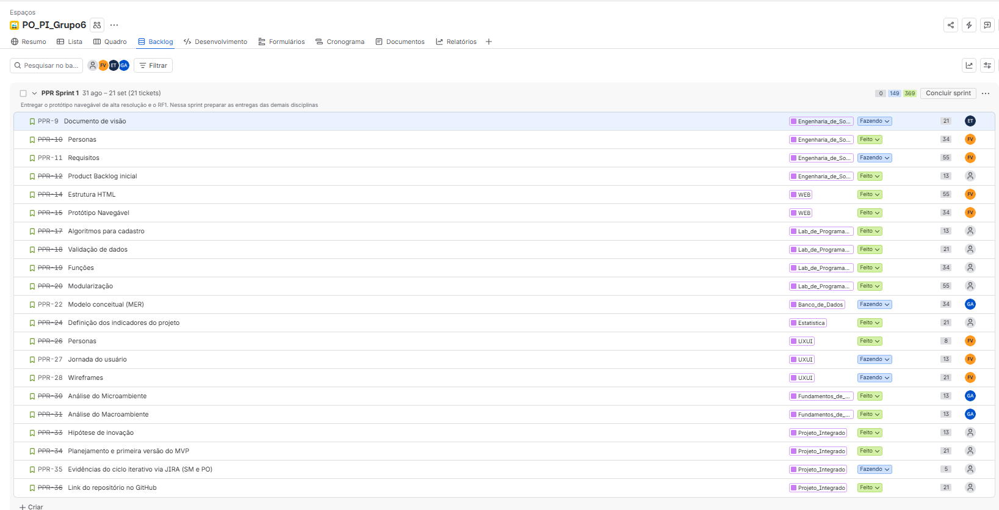 Espaços
PO_PI_Grupo6
Resumo Lista Quadro Backlog Desenvolvimento Formulários Cronograma Documentos Relatórios
Pesquisar no ba... FV ET GA Filtrar
PPR Sprint 1 31 ago – 21 set (21 tickets) 0 149 369 Concluir sprint
Entregar o protótipo navegável de alta resolução e o RF1. Nessa sprint preparar as entregas das demais disciplinas
PPR-9 Documento de visão Engenharia_de_So... Fazendo 21 ET
PPR-10 Personas Engenharia_de_So... Feito 34 FV
PPR-11 Requisitos Engenharia_de_So... Fazendo 55 FV
PPR-12 Product Backlog inicial Engenharia_de_So... Feito 13
PPR-14 Estrutura HTML WEB Feito 55 FV
PPR-15 Protótipo Navegável WEB Feito 34 FV
PPR-17 Algoritmos para cadastro Lab_de_Programa... Feito 13
PPR-18 Validação de dados Lab_de_Programa... Feito 21
PPR-19 Funções Lab_de_Programa... Feito 34
PPR-20 Modularização Lab_de_Programa... Feito 55
PPR-22 Modelo conceitual (MER) Banco_de_Dados Fazendo 34 GA
PPR-24 Definição dos indicadores do projeto Estatistica Feito 21
PPR-26 Personas UXUI Feito 8 FV
PPR-27 Jornada do usuário UXUI Fazendo 13 FV
PPR-28 Wireframes UXUI Fazendo 21 FV
PPR-30 Análise do Microambiente Fundamentos_de_... Feito 13 GA
PPR-31 Análise do Macroambiente Fundamentos_de_... Feito 13 GA
PPR-33 Hipótese de inovação Projeto_Integrado Feito 13
PPR-34 Planejamento e primeira versão do MVP Projeto_Integrado Feito 21
PPR-35 Evidências do ciclo iterativo via JIRA (SM e PO) Projeto_Integrado Fazendo 5
PPR-36 Link do repositório no GitHub Projeto_Integrado Feito 21
Criar